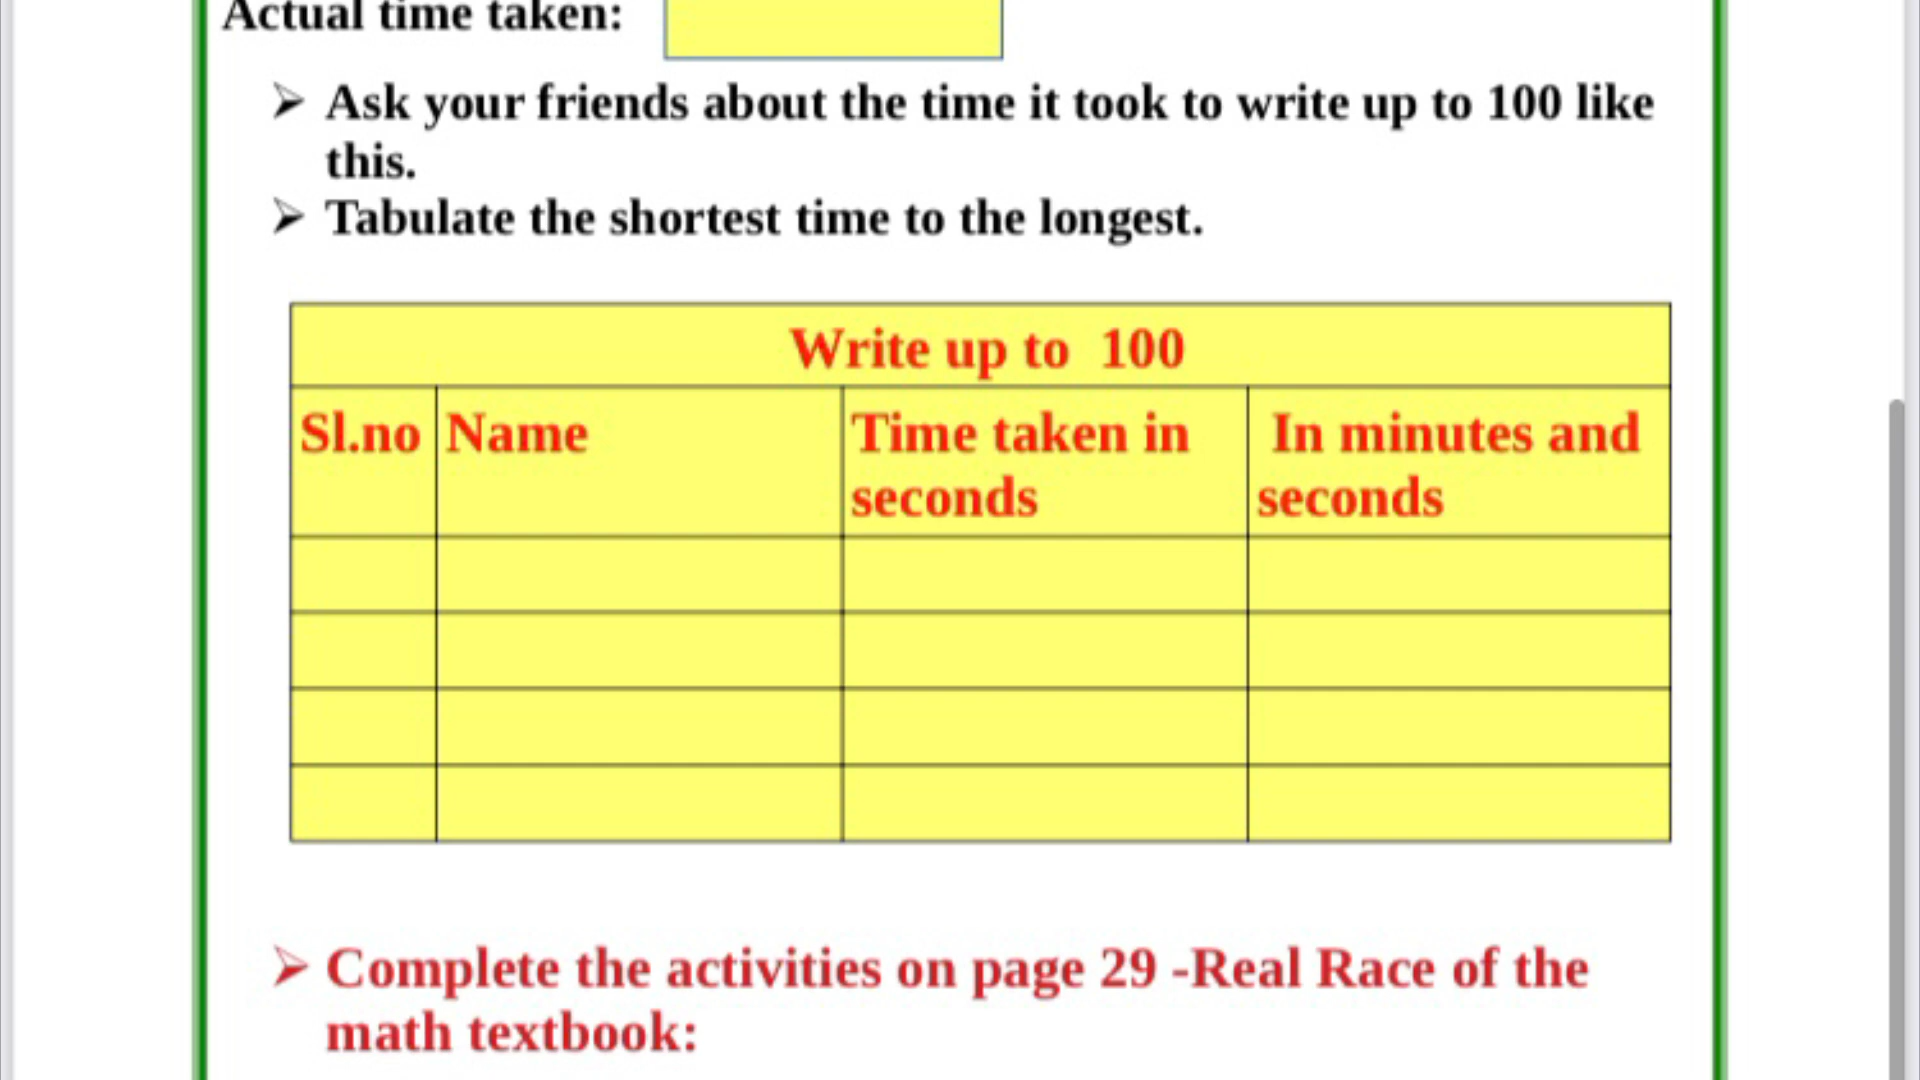 Actual time taken:
➢ Ask your friends about the time it took to write up to 100 like
this.
➢ Tabulate the shortest time to the longest.
Write up to 100
Sl.no Name Time taken in seconds In minutes and seconds
➢ Complete the activities on page 29 -Real Race of the
math textbook: